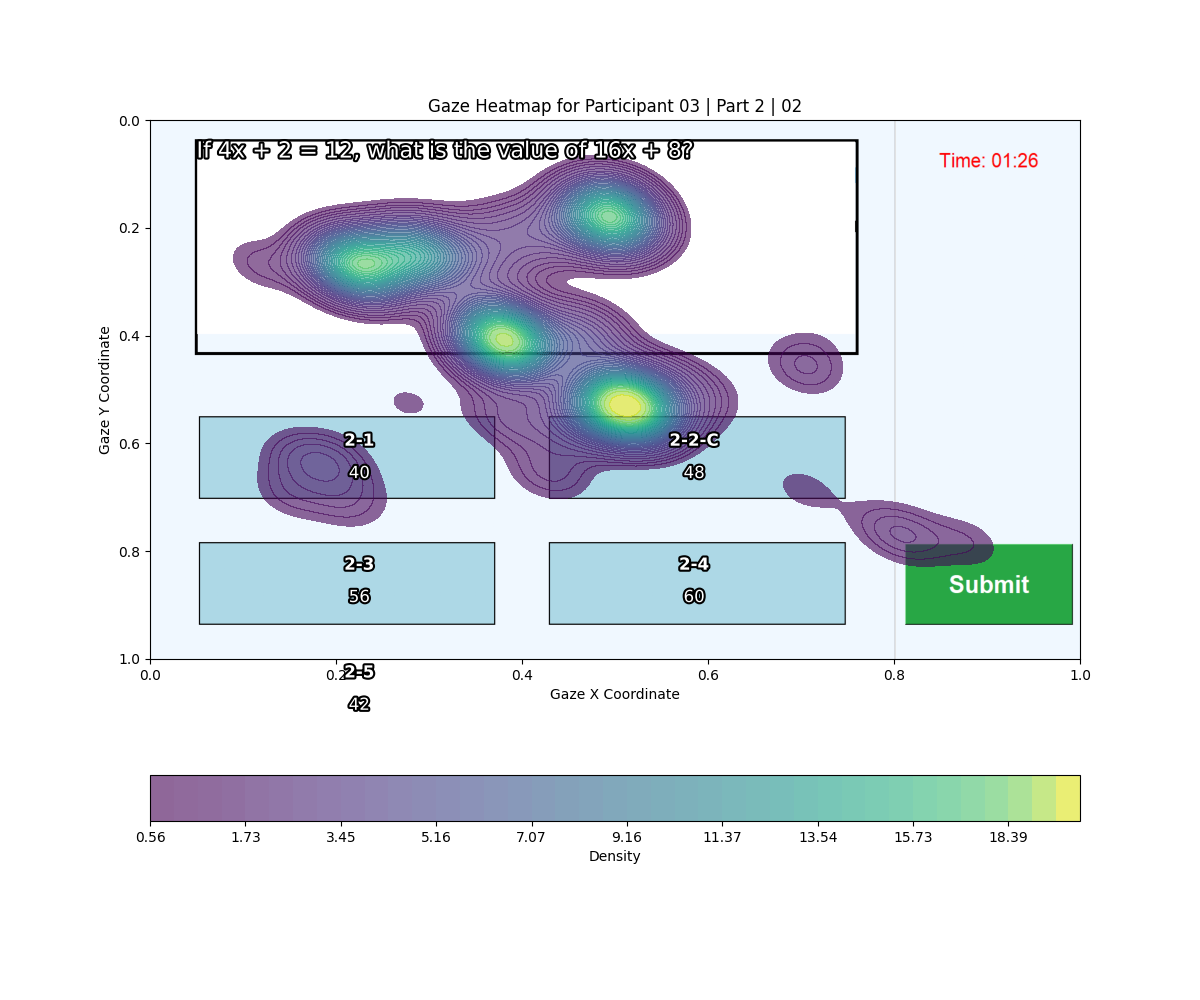 Gaze Heatmap for Participant 03 | Part 2 | 02
If 4x + 2 = 12, what is the value of 16x + 8?
Time: 01:26
0.0
0.2
0.4
0.6
0.8
1.0
Gaze Y Coordinate
2-1
40
2-2-C
48
2-3
56
2-4
60
Submit
2-5
42
0.0 0.2 0.4 0.6 0.8 1.0
Gaze X Coordinate
0.56 1.73 3.45 5.16 7.07 9.16 11.37 13.54 15.73 18.39
Density